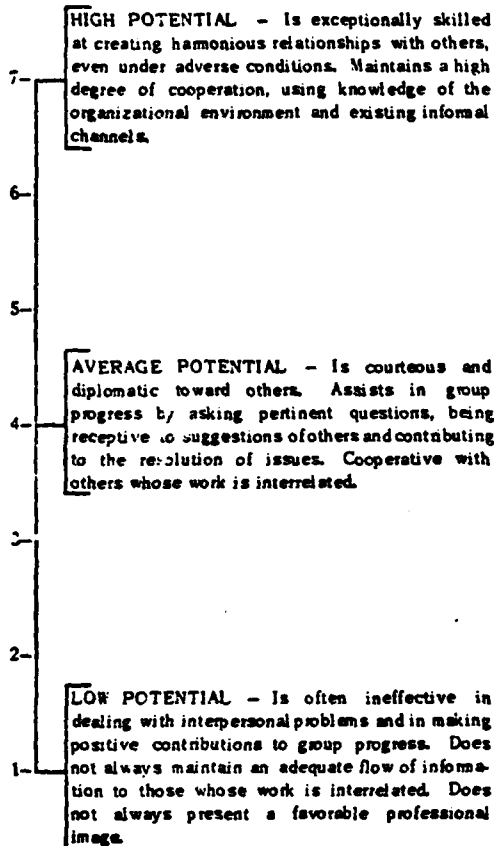 HIGH POTENTIAL - Is exceptionally skilled
at creating harmonious relationships with others,
7- even under adverse conditions. Maintains a high
degree of cooperation, using knowledge of the
organizational environment and existing informal
channels.
6-
5-
AVERAGE POTENTIAL - Is courteous and
diplomatic toward others. Assists in group
4- progress by asking pertinent questions, being
receptive to suggestions of others and contributing
to the resolution of issues. Cooperative with
others whose work is interrelated.
3-
2-
LOW POTENTIAL - Is often ineffective in
dealing with interpersonal problems and in making
positive contributions to group progress. Does
1- not always maintain an adequate flow of informa-
tion to those whose work is interrelated. Does
not always present a favorable professional
image.